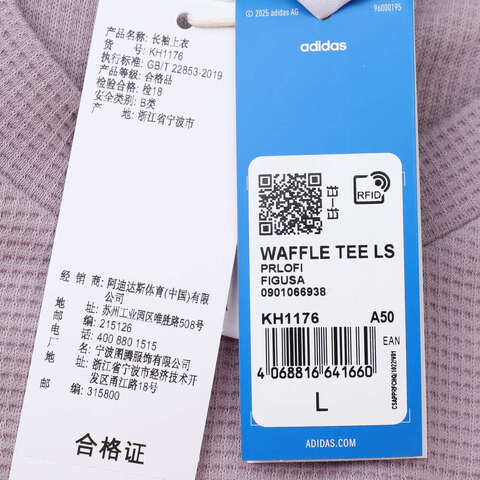 产品名称: 长袖上衣
货 号: KH1176
执行标准: GB/T 22853-2019
产品等级: 合格品
检验合格: 检18
安全类别: B类
产 地: 浙江省宁波市
经 销 商: 阿迪达斯体育(中国)有限
公司
地 址: 苏州工业园区唯胜路508号
邮 编: 215126
电 话: 400 880 1515
生 产 商: 宁波图腾服饰有限公司
地 址: 浙江省宁波市经济技术开
发区甬江路18号
邮 编: 315800
合格证
© 2025 adidas AG
96000195
adidas
RFID
WAFFLE TEE LS
PRLOFI
FIGUSA
0901066938
KH1176 A50
EAN
4 068816 641660
L
ADIDAS.COM